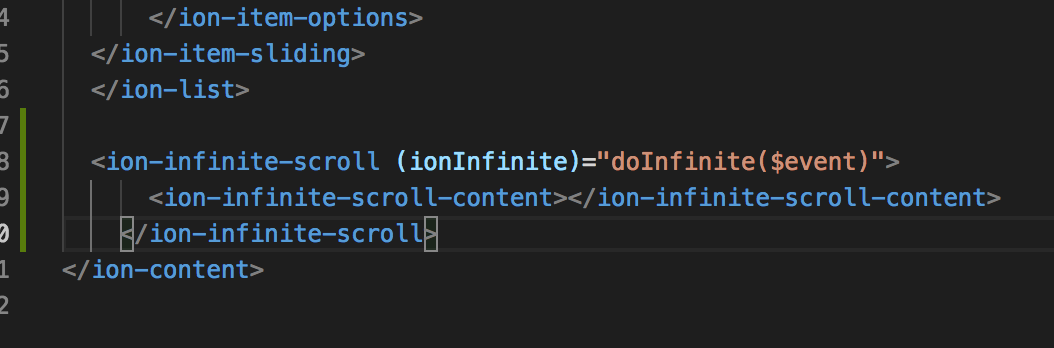 4 </ion-item-options>
5 </ion-item-sliding>
6 </ion-list>
7
8 <ion-infinite-scroll (ionInfinite)="doInfinite($event)">
9 <ion-infinite-scroll-content></ion-infinite-scroll-content>
0 </ion-infinite-scroll>
1 </ion-content>
2